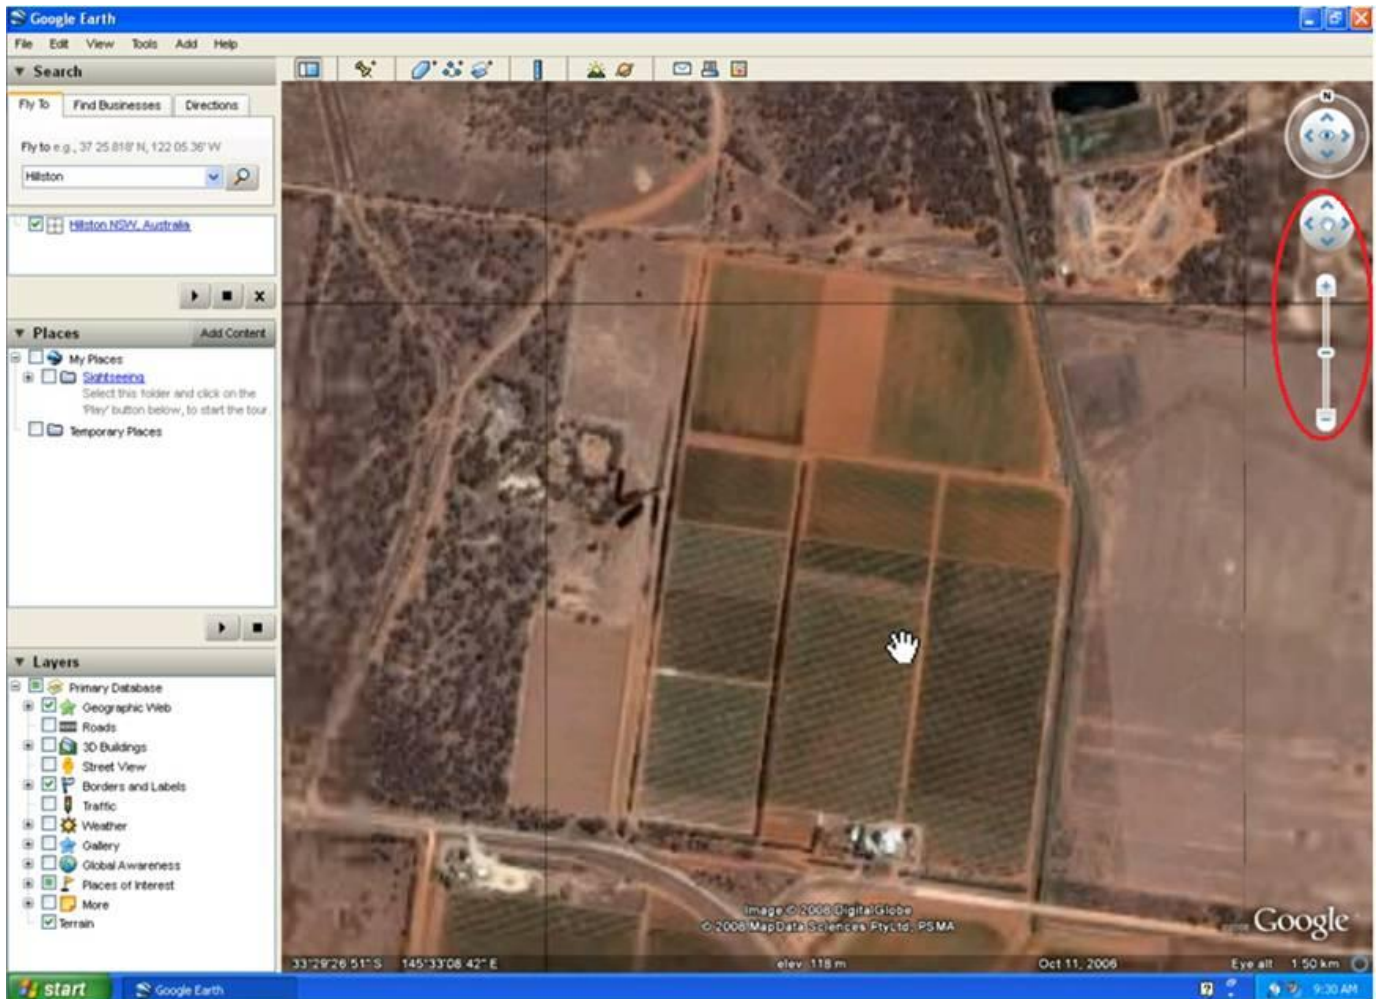 Google Earth
File Edit View Tools Add Help
Search
Fly To Find Businesses Directions
Fly to e.g., 37 25.818' N, 122 05.36' W
Hillston
Hillston NSW, Australia
Places Add Content
My Places
Sightseeing
Select this folder and click on the
'Play' button below, to start the tour
Temporary Places
Layers
Primary Database
Geographic Web
Roads
3D Buildings
Street View
Borders and Labels
Traffic
Weather
Gallery
Global Awareness
Places of Interest
More
Terrain
N
Image © 2008 DigitalGlobe
© 2008 MapData Sciences PtyLtd, PSMA
Google
33°29'26.51" S 145°33'08.42" E elev 118 m Oct 11, 2006 Eye alt 1.50 km
start Google Earth 9:30 AM